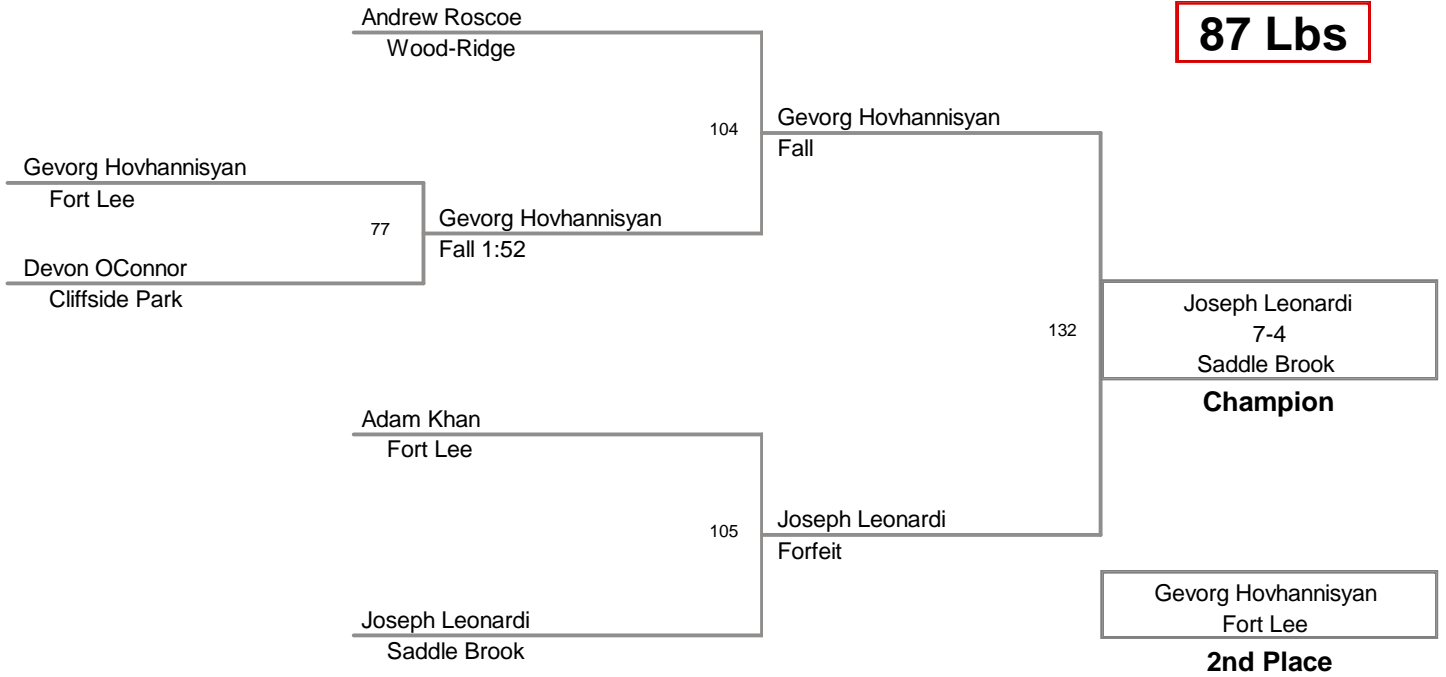 Andrew Roscoe
Wood-Ridge
87 Lbs
104
Gevorg Hovhannisyan
Fall
Gevorg Hovhannisyan
Fort Lee
77
Gevorg Hovhannisyan
Fall 1:52
Devon OConnor
Cliffside Park
132
Joseph Leonardi
7-4
Saddle Brook
Champion
Adam Khan
Fort Lee
105
Joseph Leonardi
Forfeit
Joseph Leonardi
Saddle Brook
Gevorg Hovhannisyan
Fort Lee
2nd Place